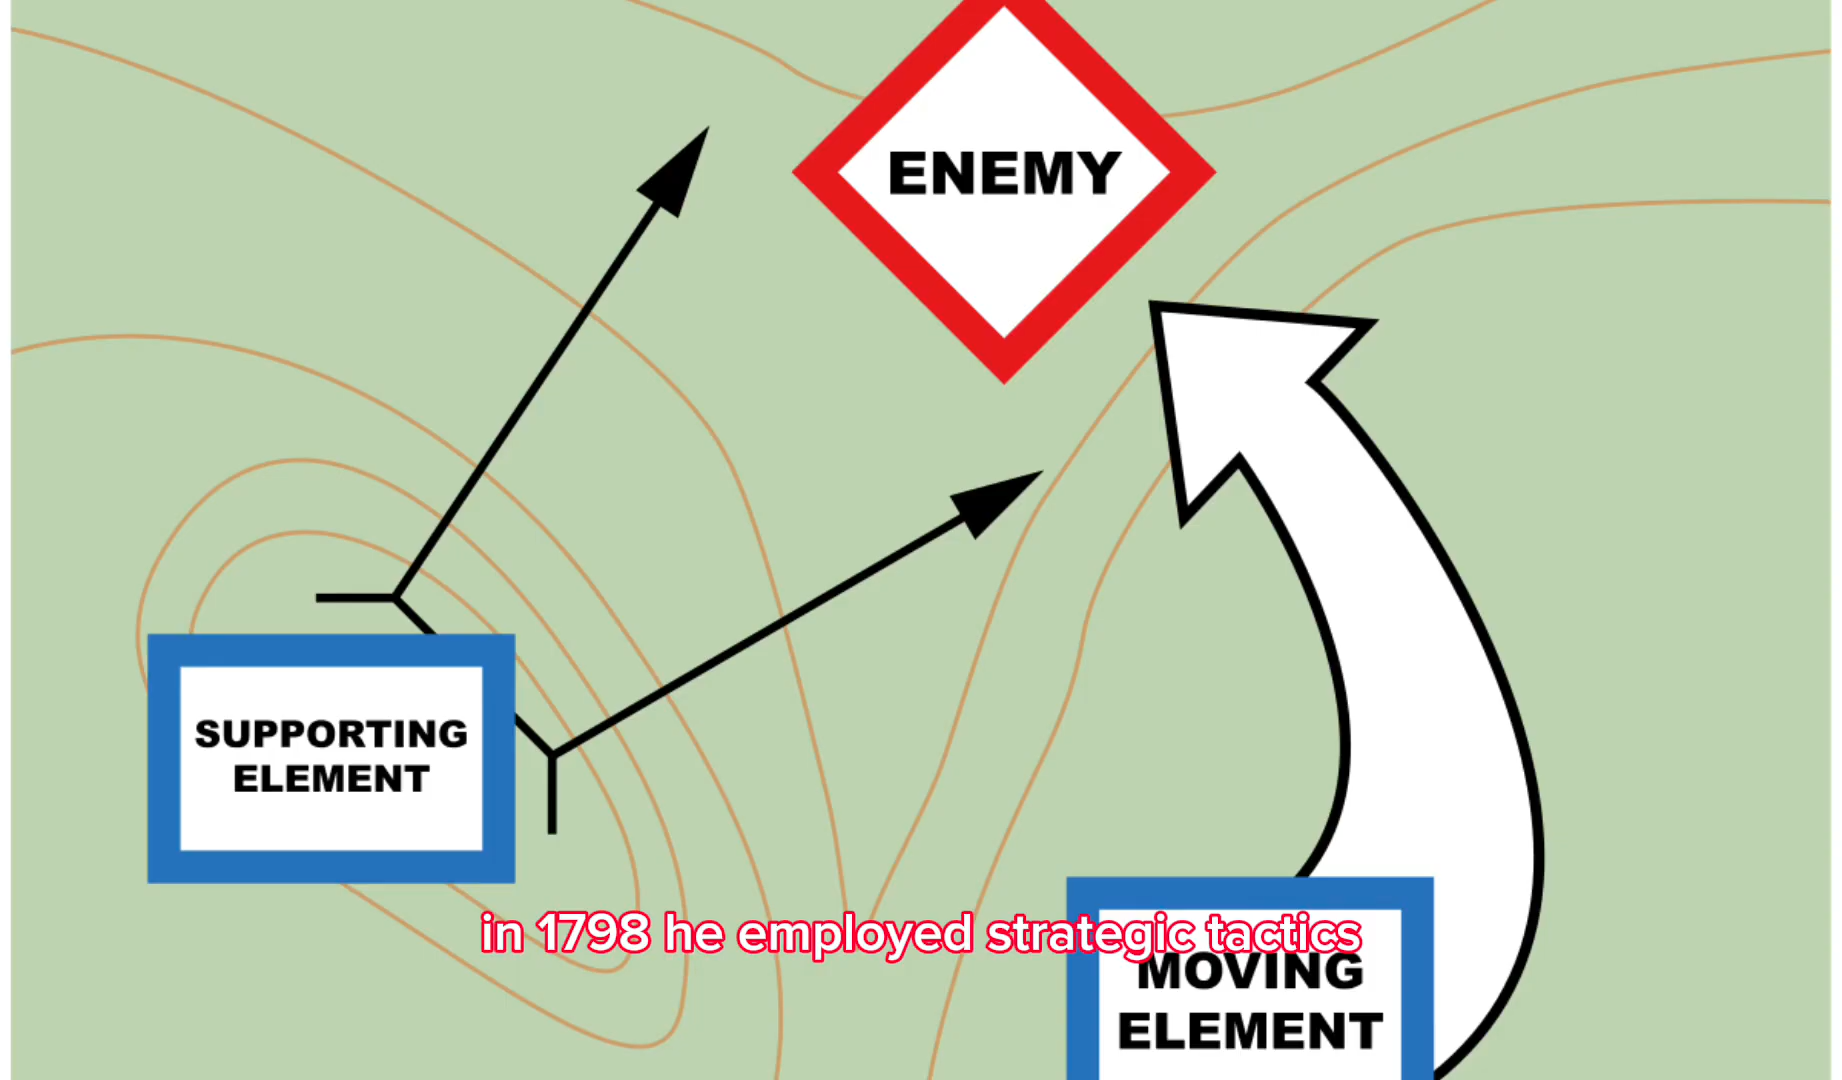 ENEMY
SUPPORTING
ELEMENT
in 1798 he employed strategic tactics
MOVING
ELEMENT